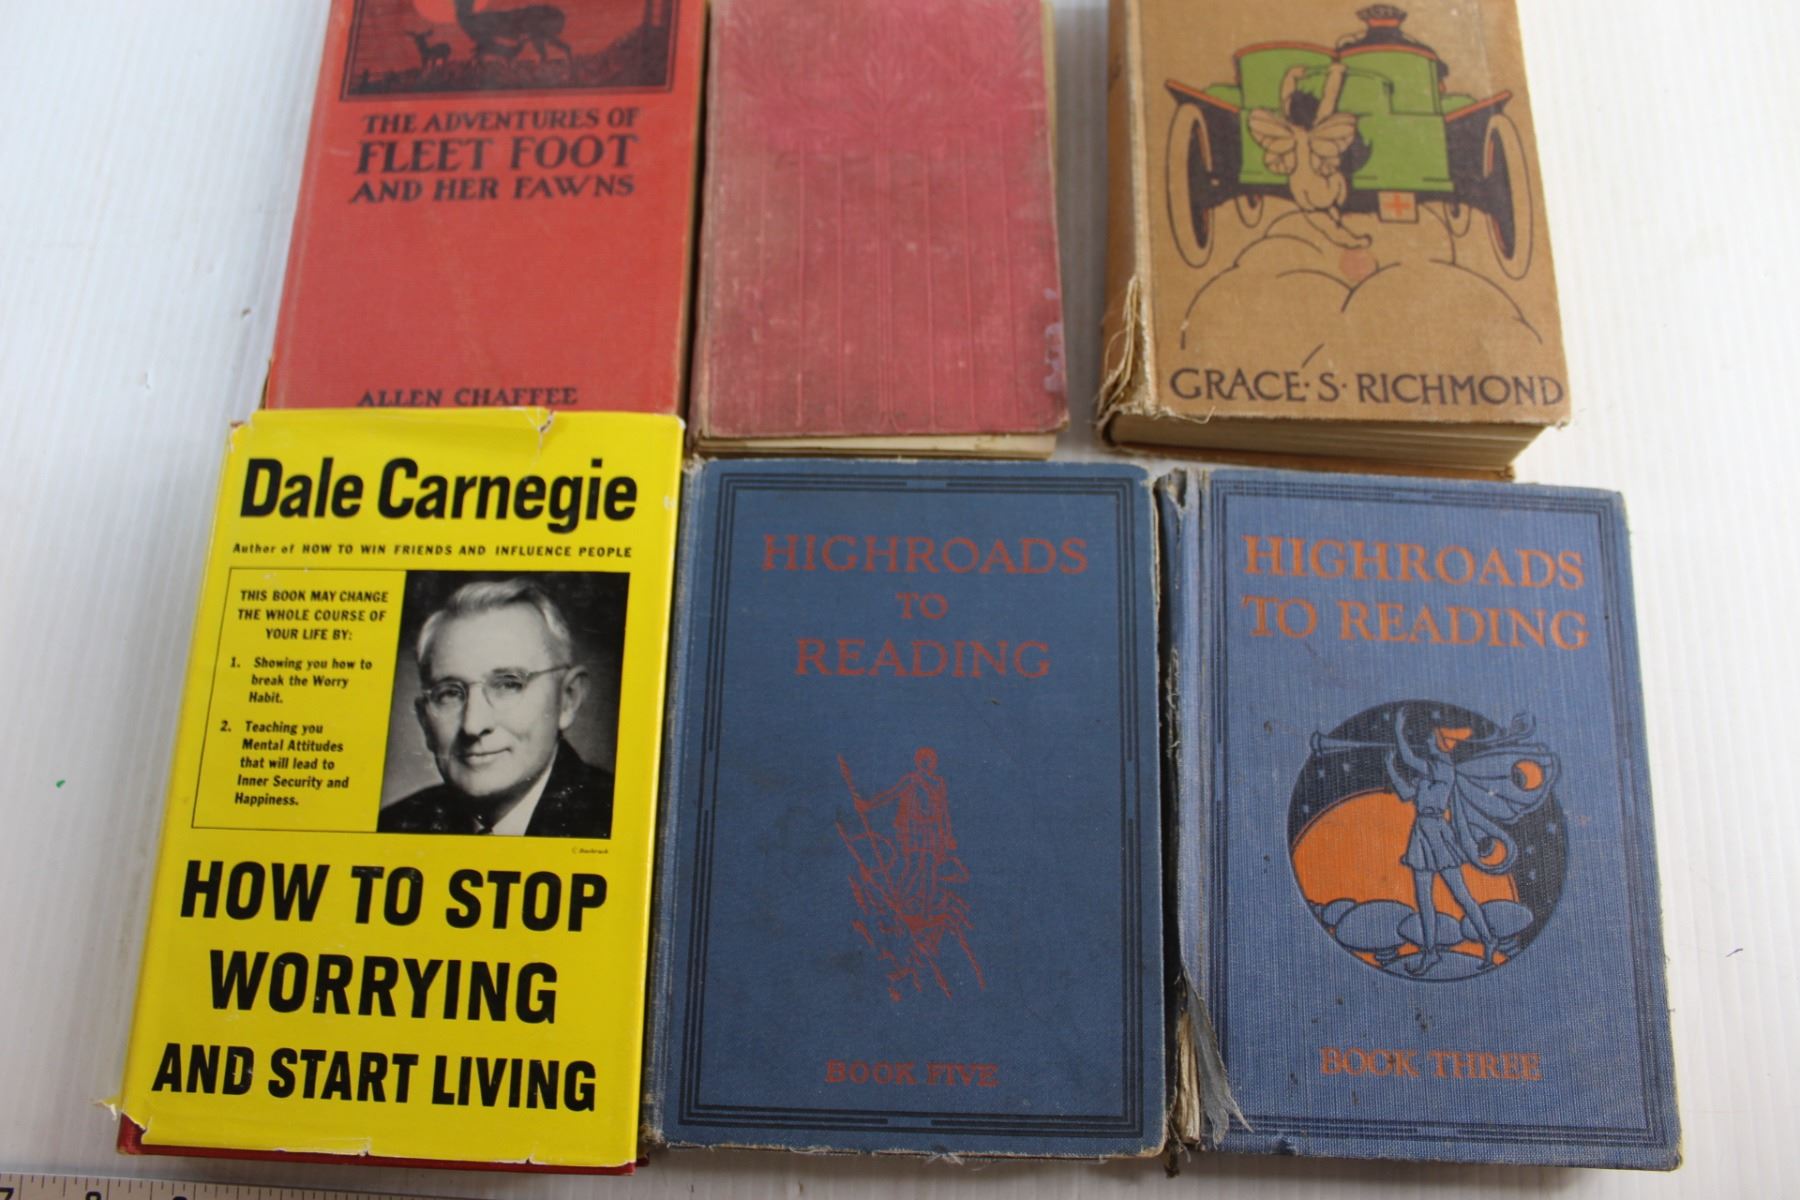 THE ADVENTURES OF
FLEET FOOT
AND HER FAWNS
ALLEN CHAFFEE
GRACE·S·RICHMOND
Dale Carnegie
Author of HOW TO WIN FRIENDS AND INFLUENCE PEOPLE
THIS BOOK MAY CHANGE
THE WHOLE COURSE OF
YOUR LIFE BY:
1. Showing you how to
break the Worry
Habit.
2. Teaching you
Mental Attitudes
that will lead to
Inner Security and
Happiness.
HOW TO STOP
WORRYING
AND START LIVING
HIGHROADS
TO
READING
BOOK FIVE
HIGHROADS
TO READING
BOOK THREE